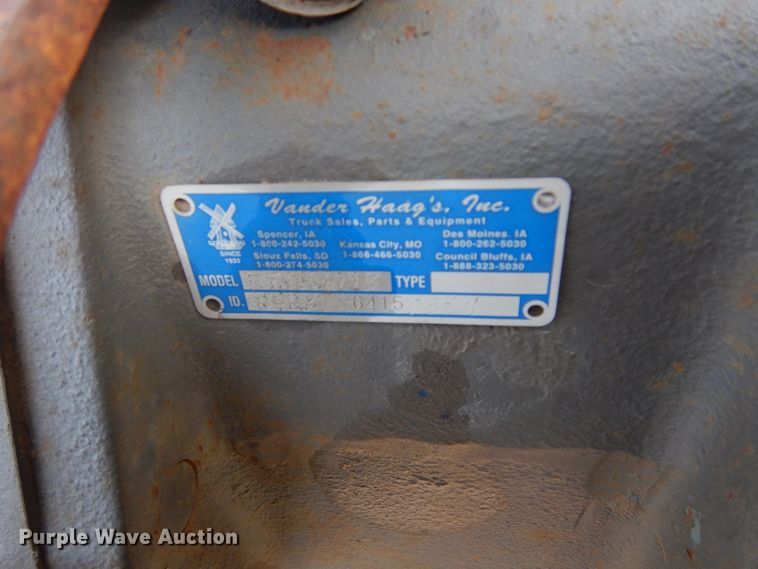 Vander Haag's, Inc.
Truck Sales, Parts & Equipment
Spencer, IA
1-800-242-5030
Sioux Falls, SD
1-800-274-5030
Kansas City, MO
1-866-466-5030
Des Moines, IA
1-800-262-5030
Council Bluffs, IA
1-888-323-5030
SINCE
1939
MODEL TYPE
ID. 6415
Purple Wave Auction